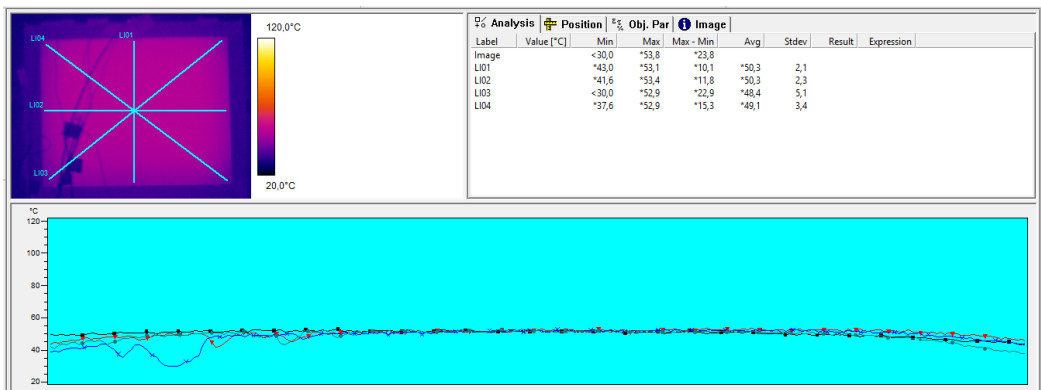 120,0°C
LI04
LI01
LI02
LI03
20,0°C
Analysis Position Obj. Par Image
Label Value [°C] Min Max Max - Min Avg Stdev Result Expression
Image <30,0 *53,8 *23,8
LI01 *43,0 *53,1 *10,1 *50,3 2,1
LI02 *41,6 *53,4 *11,8 *50,3 2,3
LI03 <30,0 *52,9 *22,9 *48,4 5,1
LI04 *37,6 *52,9 *15,3 *49,1 3,4
°C
120
100
80
60
40
20